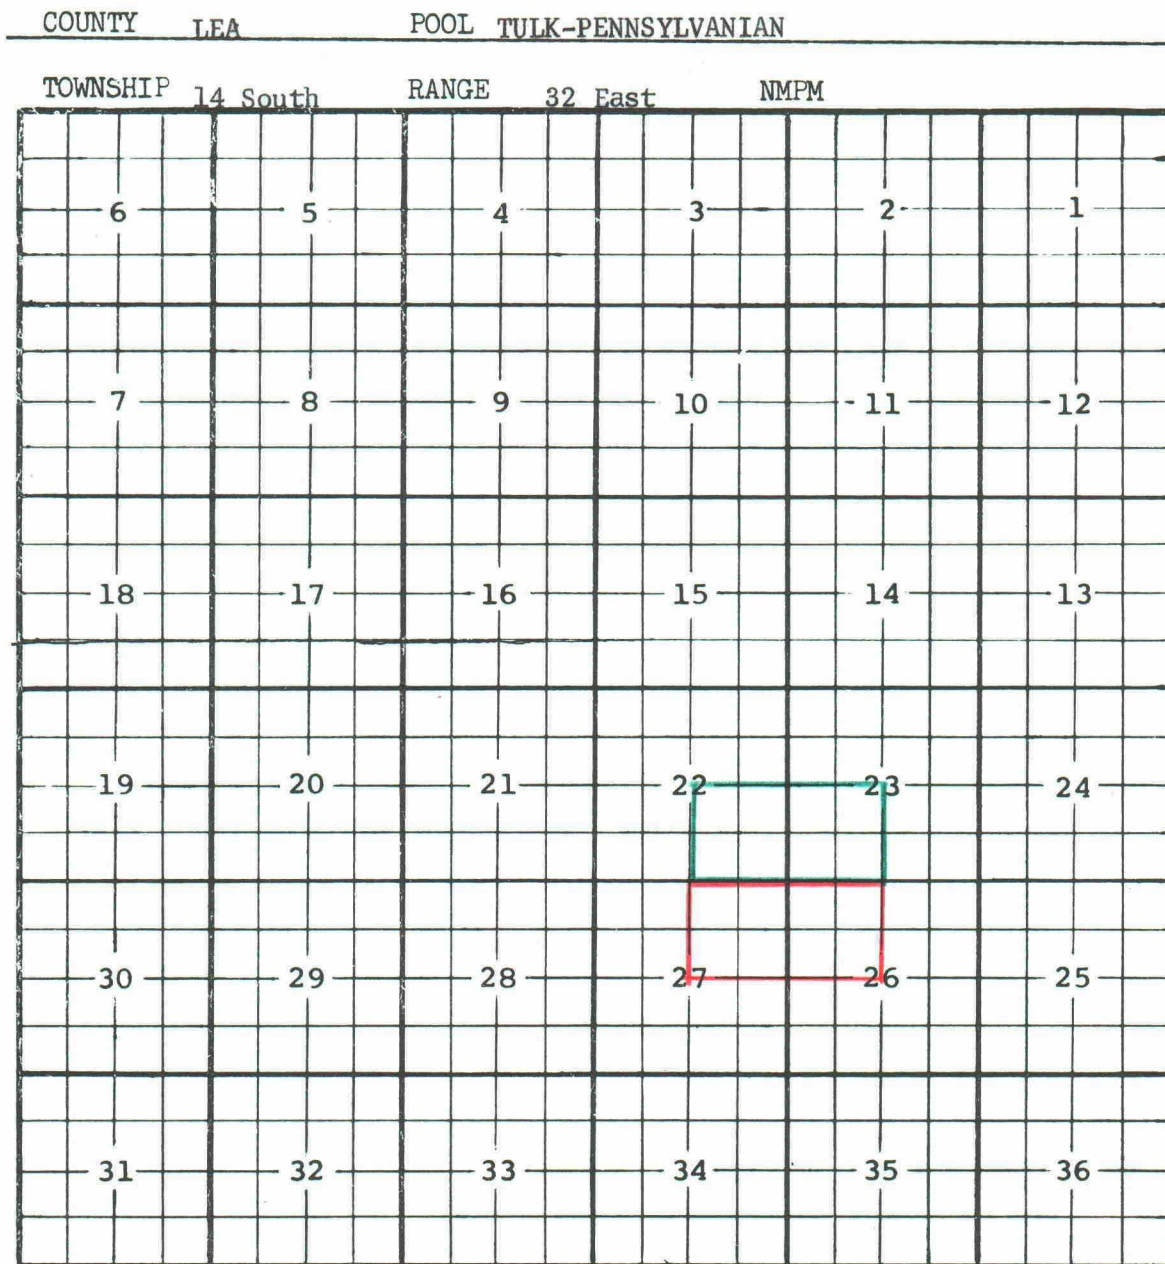 COUNTY LEA POOL TULK-PENNSYLVANIAN
TOWNSHIP 14 South RANGE 32 East NMPM
6 5 4 3 2 1
7 8 9 10 11 12
18 17 16 15 14 13
19 20 21 22 23 24
30 29 28 27 26 25
31 32 33 34 35 36